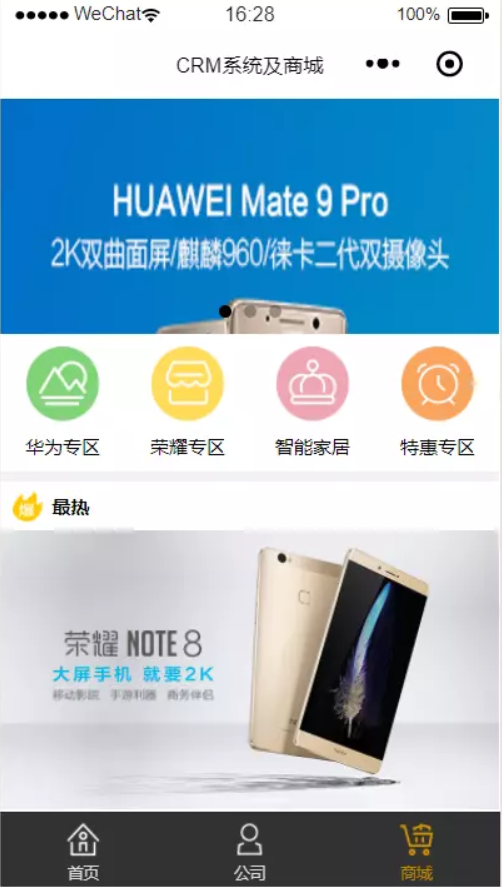 WeChat 16:28 100%
CRM系统及商城
HUAWEI Mate 9 Pro
2K双曲面屏/麒麟960/徕卡二代双摄像头
华为专区 荣耀专区 智能家居 特惠专区
最热
荣耀 NOTE 8
大屏手机 就要2K
移动影院 手游利器 商务伴侣
首页 公司 商城